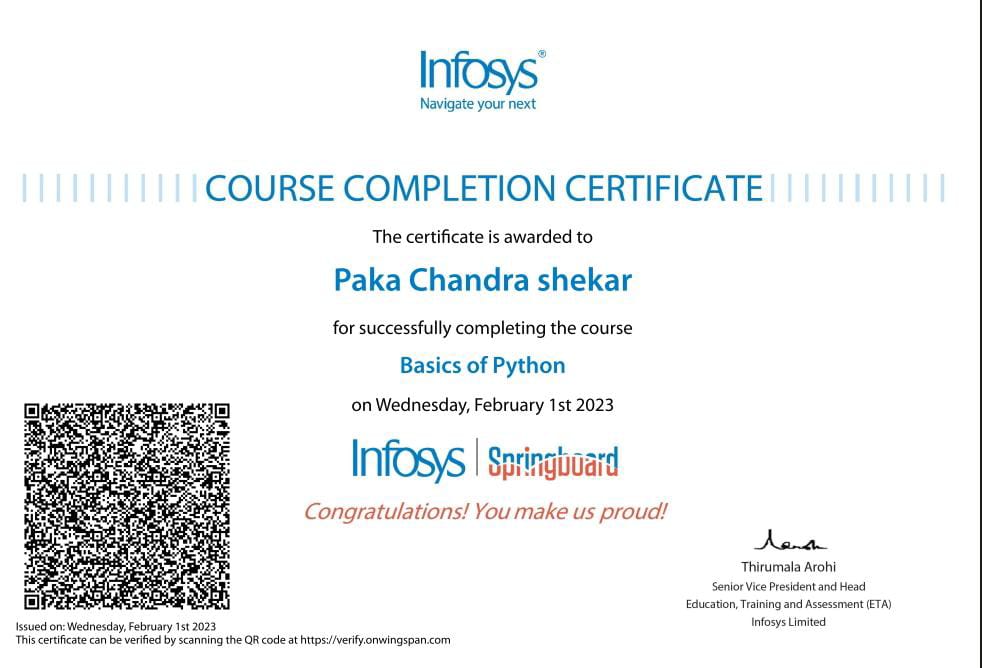 Infosys®
Navigate your next
COURSE COMPLETION CERTIFICATE
The certificate is awarded to
Paka Chandra shekar
for successfully completing the course
Basics of Python
on Wednesday, February 1st 2023
Infosys | Springboard
Congratulations! You make us proud!
Thirumala Arohi
Senior Vice President and Head
Education, Training and Assessment (ETA)
Infosys Limited
Issued on: Wednesday, February 1st 2023
This certificate can be verified by scanning the QR code at https://verify.onwingspan.com